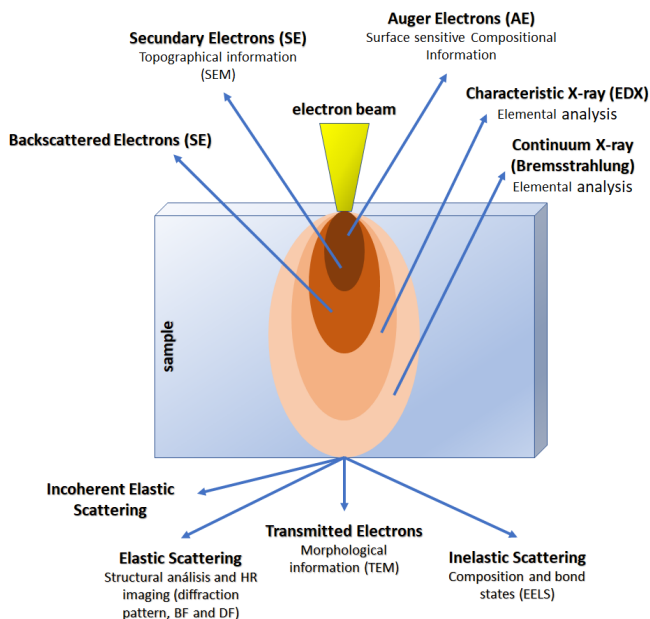 Auger Electrons (AE)
Surface sensitive Compositional
Information
Secundary Electrons (SE)
Topographical information
(SEM)
Characteristic X-ray (EDX)
Elemental analysis
electron beam
Backscattered Electrons (SE)
Continuum X-ray
(Bremsstrahlung)
Elemental analysis
sample
Incoherent Elastic
Scattering
Transmitted Electrons
Morphological
information (TEM)
Elastic Scattering
Structural análisis and HR
imaging (diffraction
pattern, BF and DF)
Inelastic Scattering
Composition and bond
states (EELS)